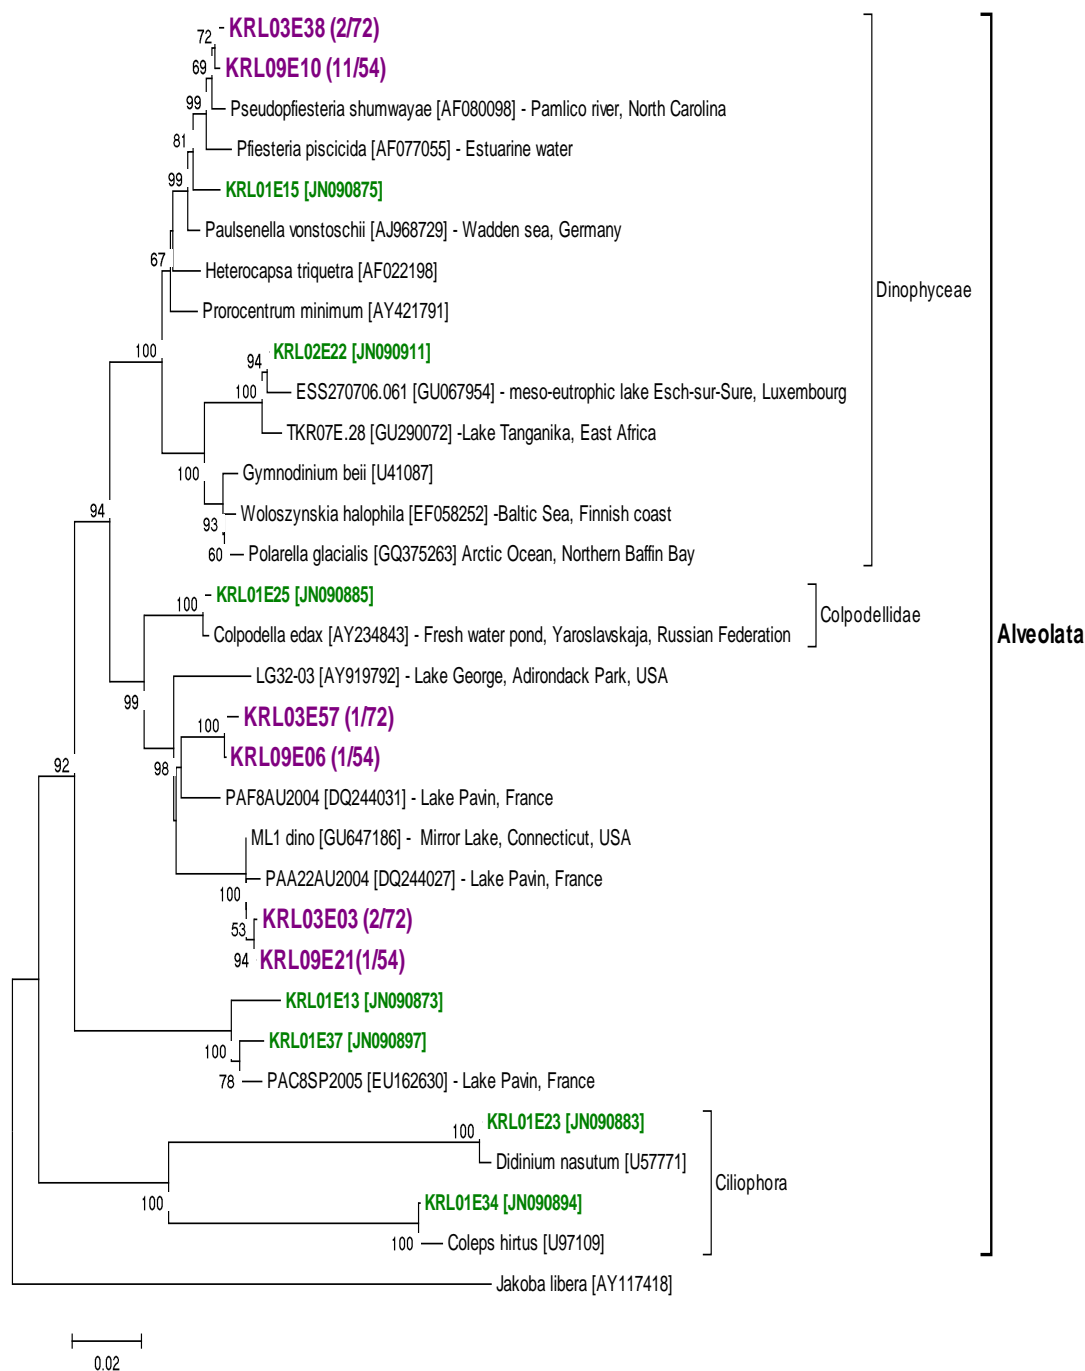 KRL03E38 (2/72)
72
KRL09E10 (11/54)
69
Pseudopfiesteria shumwayae [AF080098] - Pamlico river, North Carolina
99
Pfiesteria piscicida [AF077055] - Estuarine water
81
KRL01E15 [JN090875]
99
Paulsenella vonstoschii [AJ968729] - Wadden sea, Germany
67
Heterocapsa triquetra [AF022198]
Dinophyceae
Prorocentrum minimum [AY421791]
100
KRL02E22 [JN090911]
94
ESS270706.061 [GU067954] - meso-eutrophic lake Esch-sur-Sure, Luxembourg
100
TKR07E.28 [GU290072] -Lake Tanganika, East Africa
100
Gymnodinium beii [U41087]
94
Woloszynskia halophila [EF058252] -Baltic Sea, Finnish coast
93
60
Polarella glacialis [GQ375263] Arctic Ocean, Northern Baffin Bay
KRL01E25 [JN090885]
100
Colpodellidae
Colpodella edax [AY234843] - Fresh water pond, Yaroslavskaja, Russian Federation
Alveolata
LG32-03 [AY919792] - Lake George, Adirondack Park, USA
99
KRL03E57 (1/72)
100
KRL09E06 (1/54)
92
98
PAF8AU2004 [DQ244031] - Lake Pavin, France
ML1 dino [GU647186] - Mirror Lake, Connecticut, USA
PAA22AU2004 [DQ244027] - Lake Pavin, France
100
KRL03E03 (2/72)
53
94
KRL09E21(1/54)
KRL01E13 [JN090873]
KRL01E37 [JN090897]
100
78
PAC8SP2005 [EU162630] - Lake Pavin, France
KRL01E23 [JN090883]
100
Didinium nasutum [U57771]
Ciliophora
100
KRL01E34 [JN090894]
100
Coleps hirtus [U97109]
Jakoba libera [AY117418]
0.02